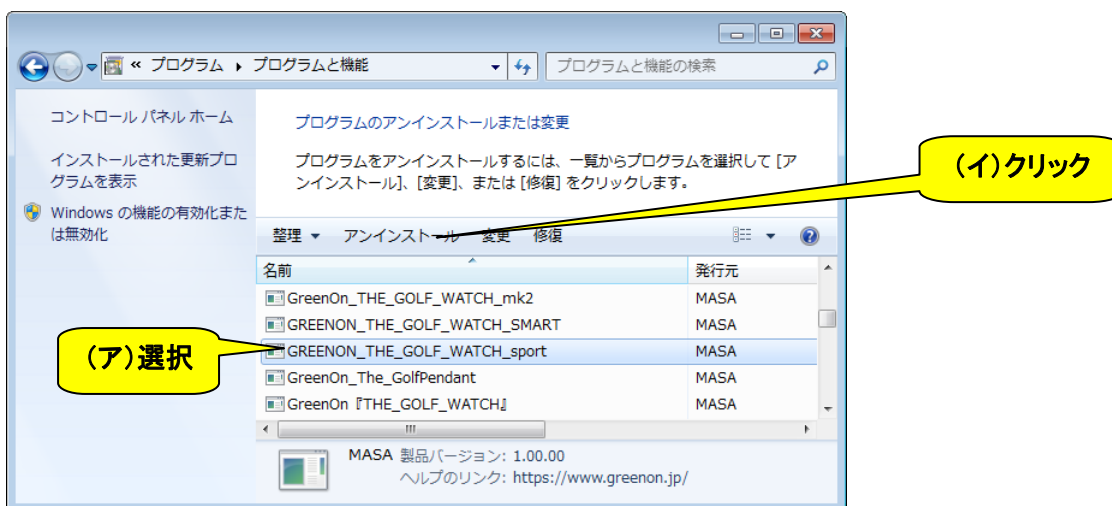 « プログラム ▸ プログラムと機能
プログラムと機能の検索
コントロール パネル ホーム
インストールされた更新プロ
グラムを表示
Windows の機能の有効化また
は無効化
プログラムのアンインストールまたは変更
プログラムをアンインストールするには、一覧からプログラムを選択して [ア
ンインストール]、[変更]、または [修復] をクリックします。
(イ)クリック
整理 ▼ アンインストール 変更 修復
名前 発行元
GreenOn_THE_GOLF_WATCH_mk2 MASA
GREENON_THE_GOLF_WATCH_SMART MASA
(ア)選択
GREENON_THE_GOLF_WATCH_sport MASA
GreenOn_The_GolfPendant MASA
GreenOn『THE_GOLF_WATCH』 MASA
MASA 製品バージョン: 1.00.00
ヘルプのリンク: https://www.greenon.jp/